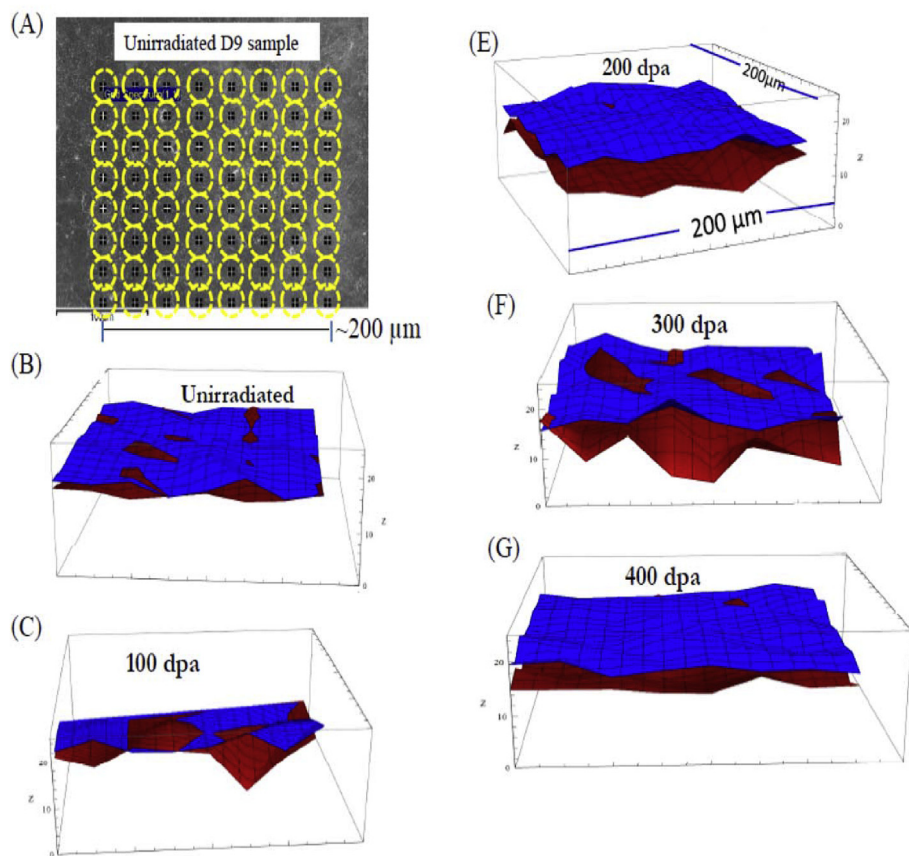 (A)
Unirradiated D9 sample
~200 µm
(B)
Unirradiated
20
10
0
Z
(C)
100 dpa
20
10
0
Z
(E)
200 dpa
200µm
20
10
0
Z
200 µm
(F)
300 dpa
20
10
0
Z
(G)
400 dpa
20
10
0
Z